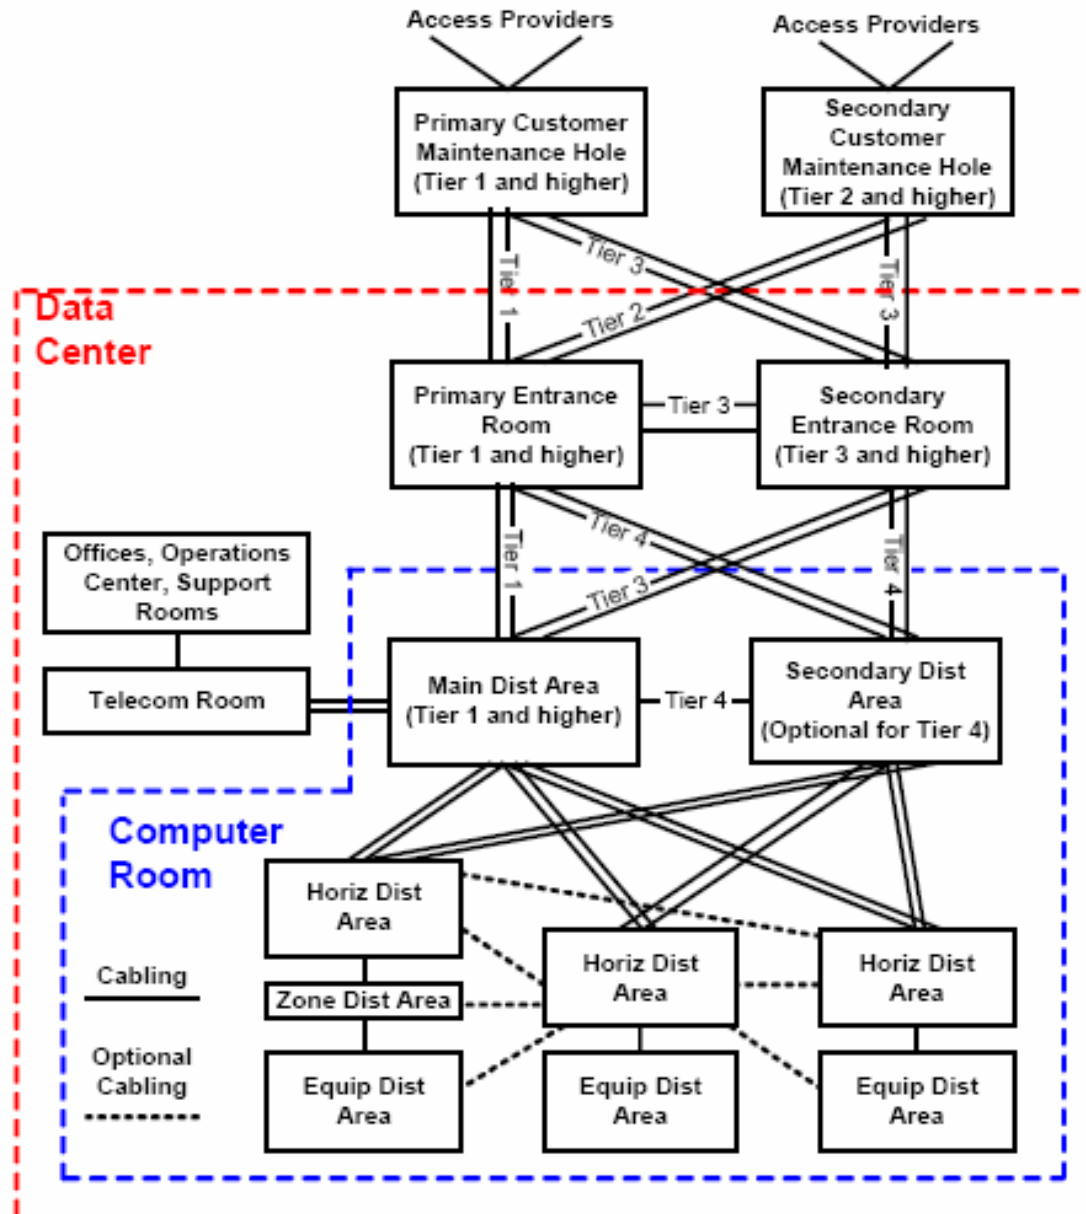 Access Providers
Access Providers
Primary Customer
Maintenance Hole
(Tier 1 and higher)
Secondary
Customer
Maintenance Hole
(Tier 2 and higher)
Tier 3
Tier 1
Tier 3
Tier 2
Data
Center
Primary Entrance
Room
(Tier 1 and higher)
Tier 3
Secondary
Entrance Room
(Tier 3 and higher)
Tier 4
Tier 1
Tier 4
Tier 3
Offices, Operations
Center, Support
Rooms
Telecom Room
Main Dist Area
(Tier 1 and higher)
Tier 4
Secondary Dist
Area
(Optional for Tier 4)
Computer
Room
Horiz Dist
Area
Horiz Dist
Area
Horiz Dist
Area
Cabling
Zone Dist Area
Optional
Cabling
Equip Dist
Area
Equip Dist
Area
Equip Dist
Area